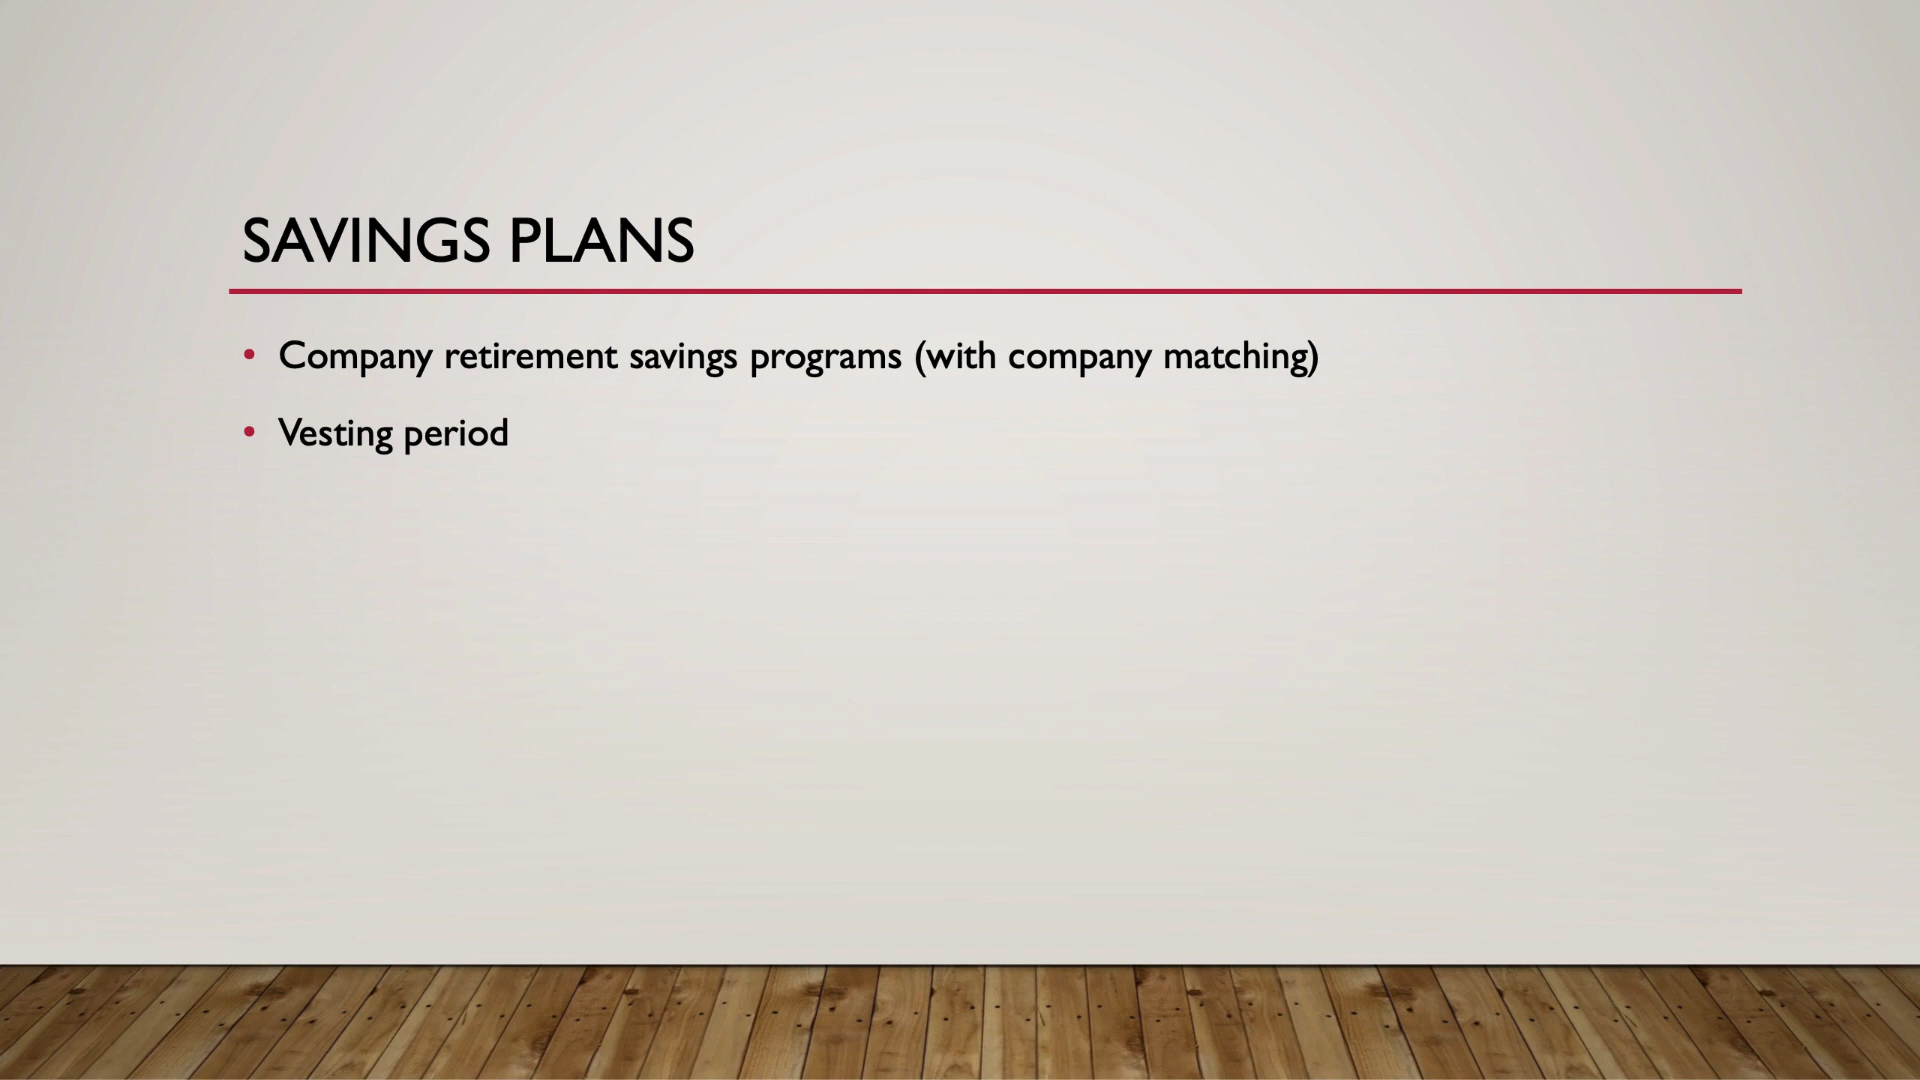 SAVINGS PLANS
• Company retirement savings programs (with company matching)
• Vesting period